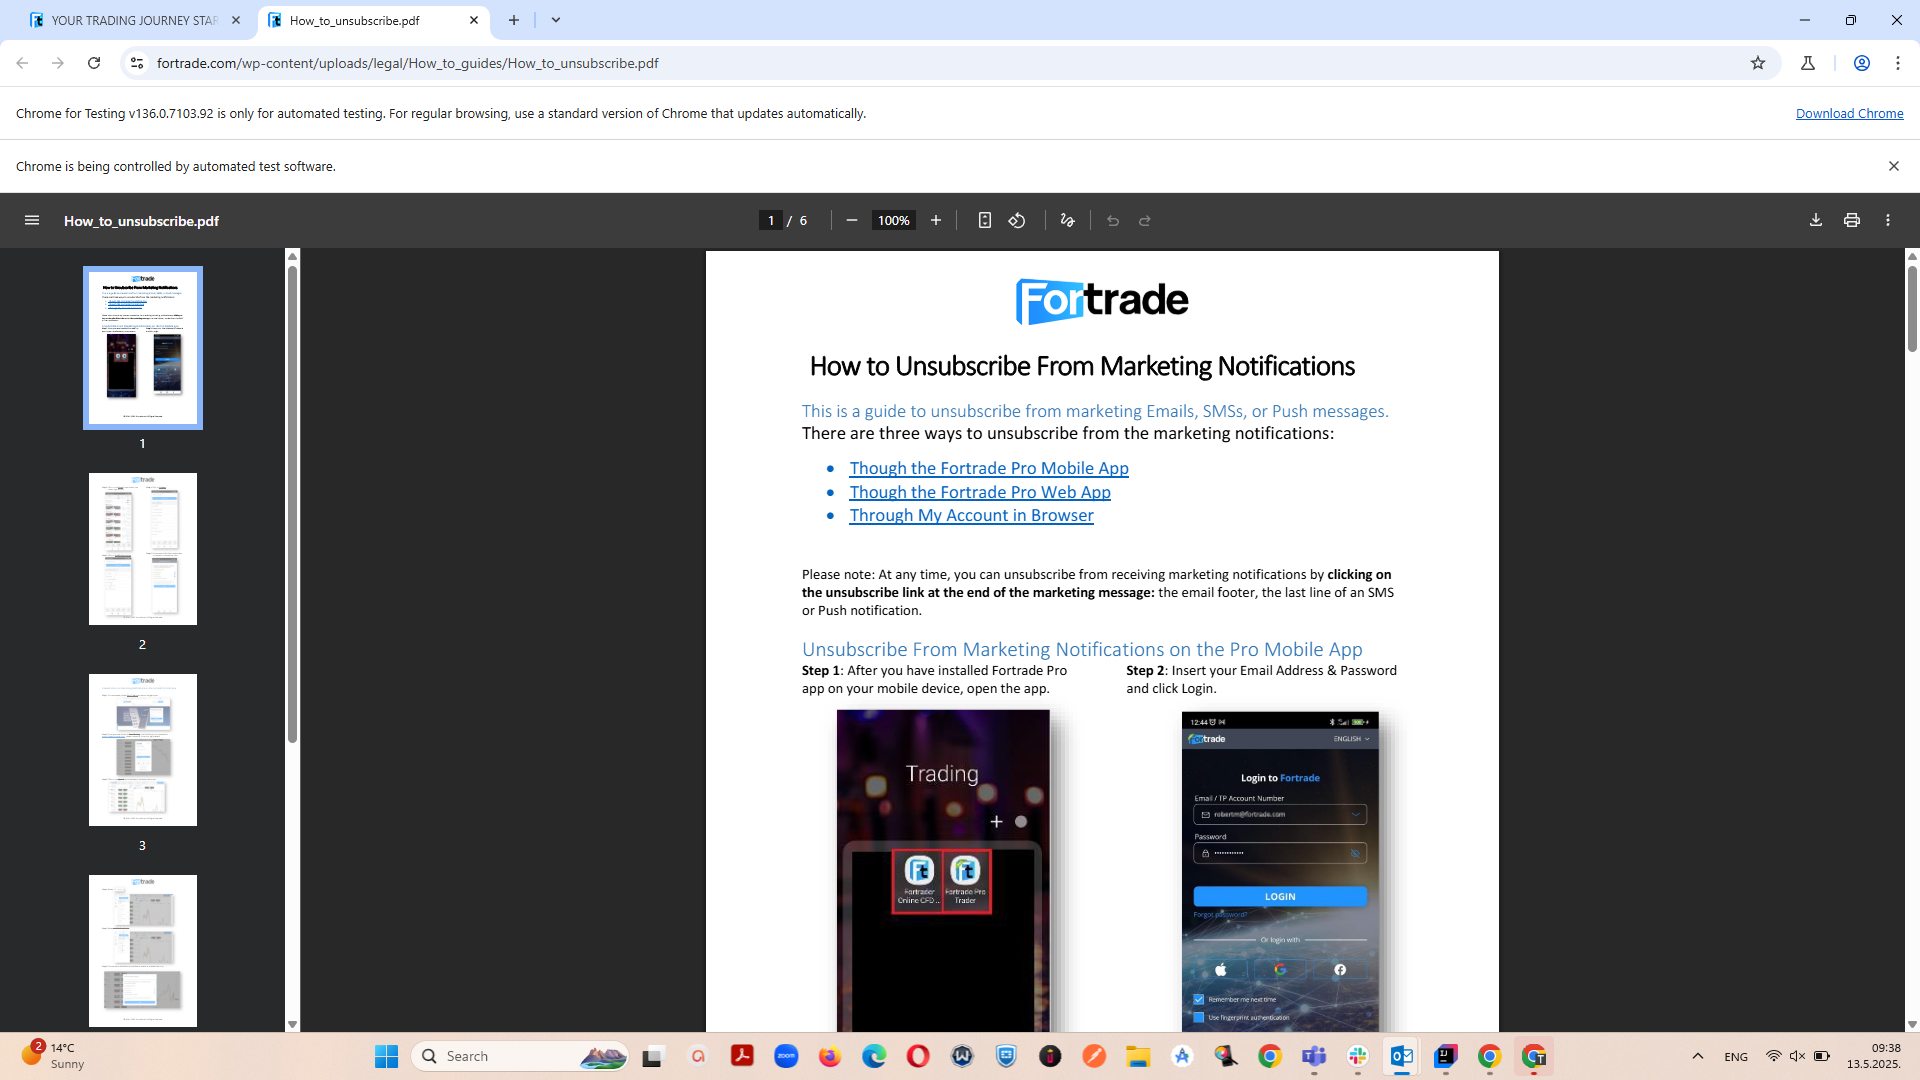 YOUR TRADING JOURNEY STAR
How_to_unsubscribe.pdf
fortrade.com/wp-content/uploads/legal/How_to_guides/How_to_unsubscribe.pdf
Chrome for Testing v136.0.7103.92 is only for automated testing. For regular browsing, use a standard version of Chrome that updates automatically.
Download Chrome
Chrome is being controlled by automated test software.
How_to_unsubscribe.pdf
1 / 6
100%
1
2
3
Fortrade
How to Unsubscribe From Marketing Notifications
This is a guide to unsubscribe from marketing Emails, SMSs, or Push messages.
There are three ways to unsubscribe from the marketing notifications:
• Though the Fortrade Pro Mobile App
• Though the Fortrade Pro Web App
• Through My Account in Browser
Please note: At any time, you can unsubscribe from receiving marketing notifications by clicking on
the unsubscribe link at the end of the marketing message: the email footer, the last line of an SMS
or Push notification.
Unsubscribe From Marketing Notifications on the Pro Mobile App
Step 1: After you have installed Fortrade Pro
app on your mobile device, open the app.
Step 2: Insert your Email Address & Password
and click Login.
Trading
Fortrader
Online CFD ...
Fortrade Pro
Trader
12:44
Fortrade
ENGLISH
Login to Fortrade
Email / TP Account Number
robertm@fortrade.com
Password
LOGIN
Forgot password?
Or login with
Remember me next time
Use fingerprint authentication
2
14°C
Sunny
Search
zoom
ENG
09:38
13.5.2025.